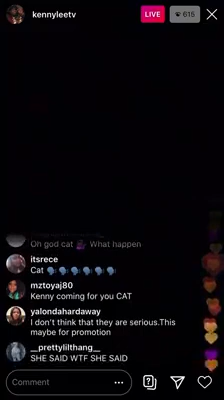 kennyleetv
LIVE
615
Oh god cat What happen
itsrece
Cat
mztoyaj80
Kenny coming for you CAT
yalondahardaway
I don't think that they are serious.This
maybe for promotion
__prettylilthang__
SHE SAID WTF SHE SAID
Comment